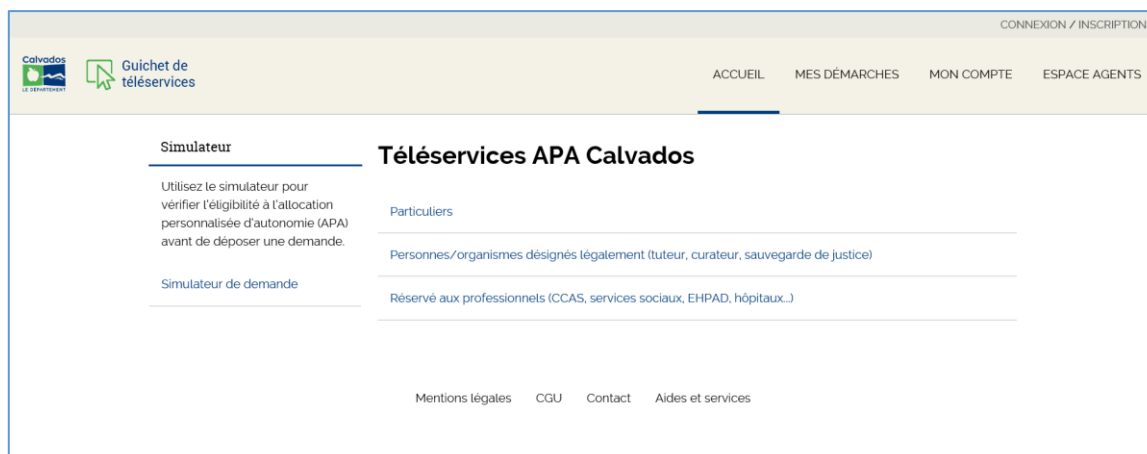 CONNEXION / INSCRIPTION
Calvados
LE DÉPARTEMENT
Guichet de
téléservices
ACCUEIL MES DÉMARCHES MON COMPTE ESPACE AGENTS
Simulateur
Utilisez le simulateur pour
vérifier l'éligibilité à l'allocation
personnalisée d'autonomie (APA)
avant de déposer une demande.
Simulateur de demande
Téléservices APA Calvados
Particuliers
Personnes/organismes désignés légalement (tuteur, curateur, sauvegarde de justice)
Réservé aux professionnels (CCAS, services sociaux, EHPAD, hôpitaux...)
Mentions légales CGU Contact Aides et services